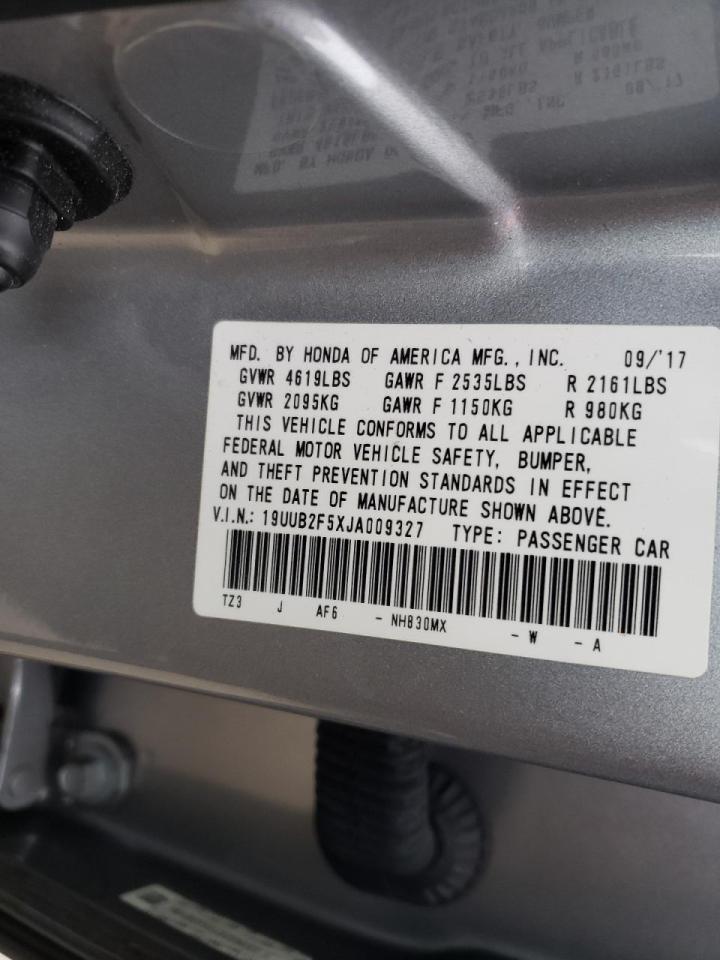 MFD. BY HONDA OF AMERICA MFG., INC. 09/'17
GVWR 4619LBS GAWR F 2535LBS R 2161LBS
GVWR 2095KG GAWR F 1150KG R 980KG
THIS VEHICLE CONFORMS TO ALL APPLICABLE
FEDERAL MOTOR VEHICLE SAFETY, BUMPER,
AND THEFT PREVENTION STANDARDS IN EFFECT
ON THE DATE OF MANUFACTURE SHOWN ABOVE.
V.I.N.: 19UUB2F5XJA009327 TYPE: PASSENGER CAR
TZ3 J AF6 - NH830MX - W - A